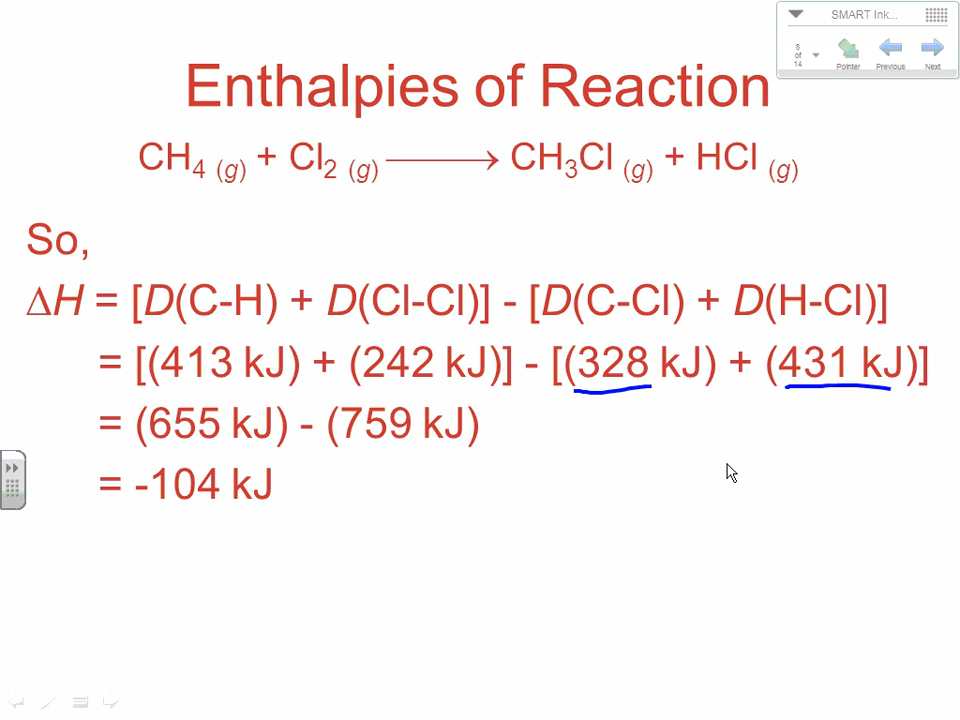 SMART Ink...
8
of
14
Pointer
Previous
Next
Enthalpies of Reaction
CH4 (g) + Cl2 (g) ⟶ CH3Cl (g) + HCl (g)
So,
ΔH = [D(C-H) + D(Cl-Cl)] - [D(C-Cl) + D(H-Cl)]
= [(413 kJ) + (242 kJ)] - [(328 kJ) + (431 kJ)]
= (655 kJ) - (759 kJ)
= -104 kJ